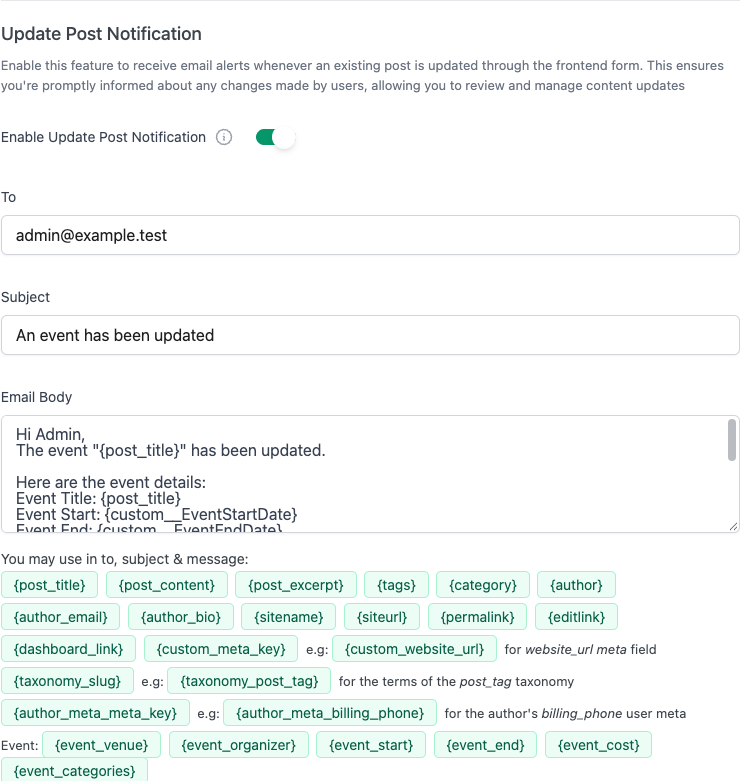 Update Post Notification
Enable this feature to receive email alerts whenever an existing post is updated through the frontend form. This ensures
you're promptly informed about any changes made by users, allowing you to review and manage content updates
Enable Update Post Notification
To
admin@example.test
Subject
An event has been updated
Email Body
Hi Admin,
The event "{post_title}" has been updated.
Here are the event details:
Event Title: {post_title}
Event Start: {custom__EventStartDate}
Event End: {custom__EventEndDate}
You may use in to, subject & message:
{post_title} {post_content} {post_excerpt} {tags} {category} {author}
{author_email} {author_bio} {sitename} {siteurl} {permalink} {editlink}
{dashboard_link} {custom_meta_key} e.g: {custom_website_url} for website_url meta field
{taxonomy_slug} e.g: {taxonomy_post_tag} for the terms of the post_tag taxonomy
{author_meta_meta_key} e.g: {author_meta_billing_phone} for the author's billing_phone user meta
Event: {event_venue} {event_organizer} {event_start} {event_end} {event_cost}
{event_categories}